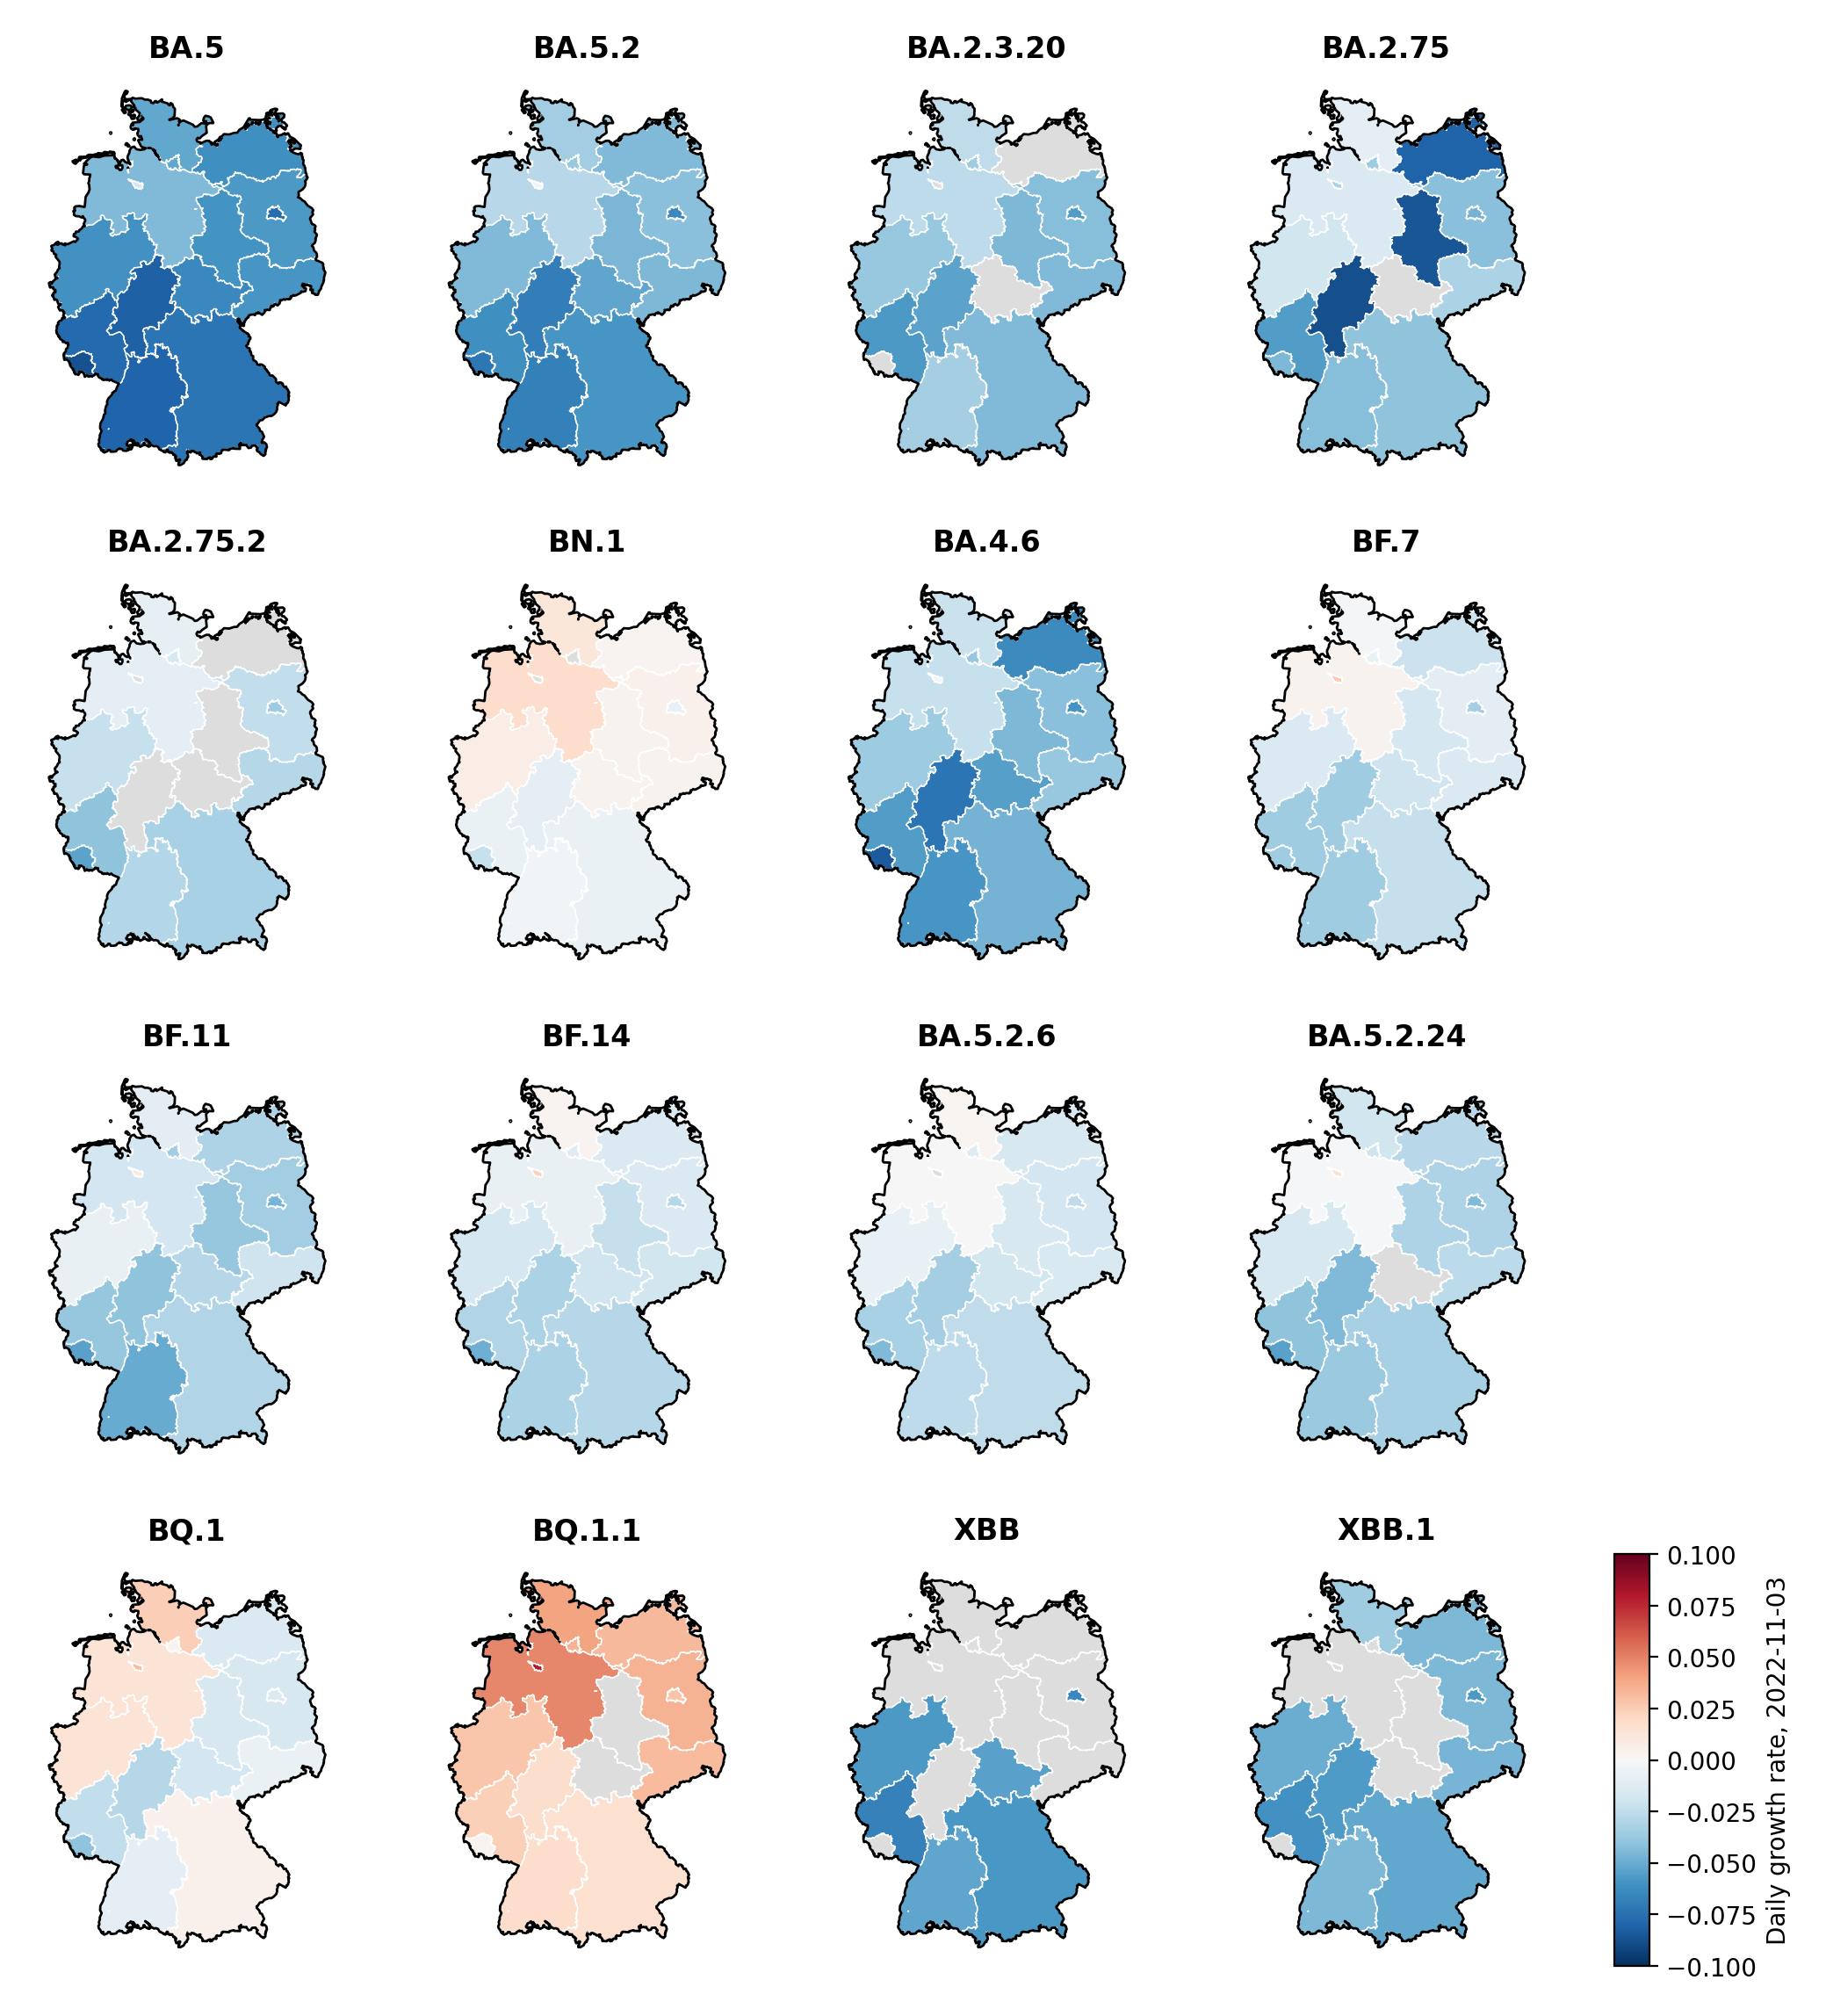 BA.5
BA.5.2
BA.2.3.20
BA.2.75
BA.2.75.2
BN.1
BA.4.6
BF.7
BF.11
BF.14
BA.5.2.6
BA.5.2.24
BQ.1
BQ.1.1
XBB
XBB.1
0.100
0.075
0.050
0.025
0.000
−0.025
−0.050
−0.075
−0.100
Daily growth rate, 2022-11-03